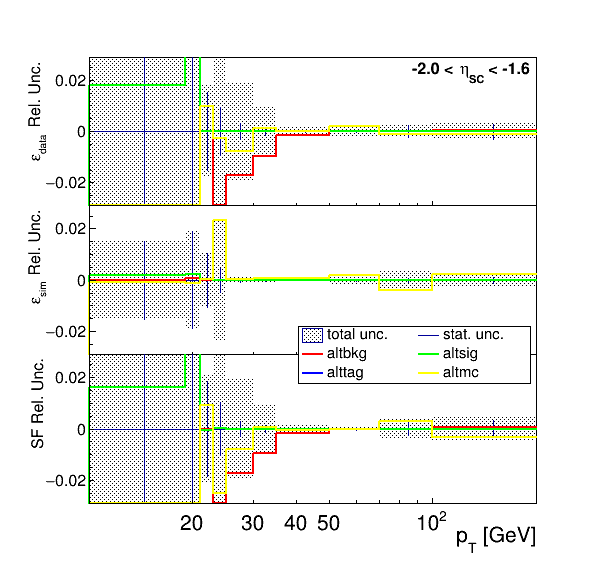 -2.0 < η_SC < -1.6
ε_data Rel. Unc.
0.02
0
−0.02
ε_sim Rel. Unc.
0.02
0
−0.02
total unc. stat. unc.
altbkg altsig
alttag altmc
SF Rel. Unc.
0.02
0
−0.02
20 30 40 50 10²
p_T [GeV]